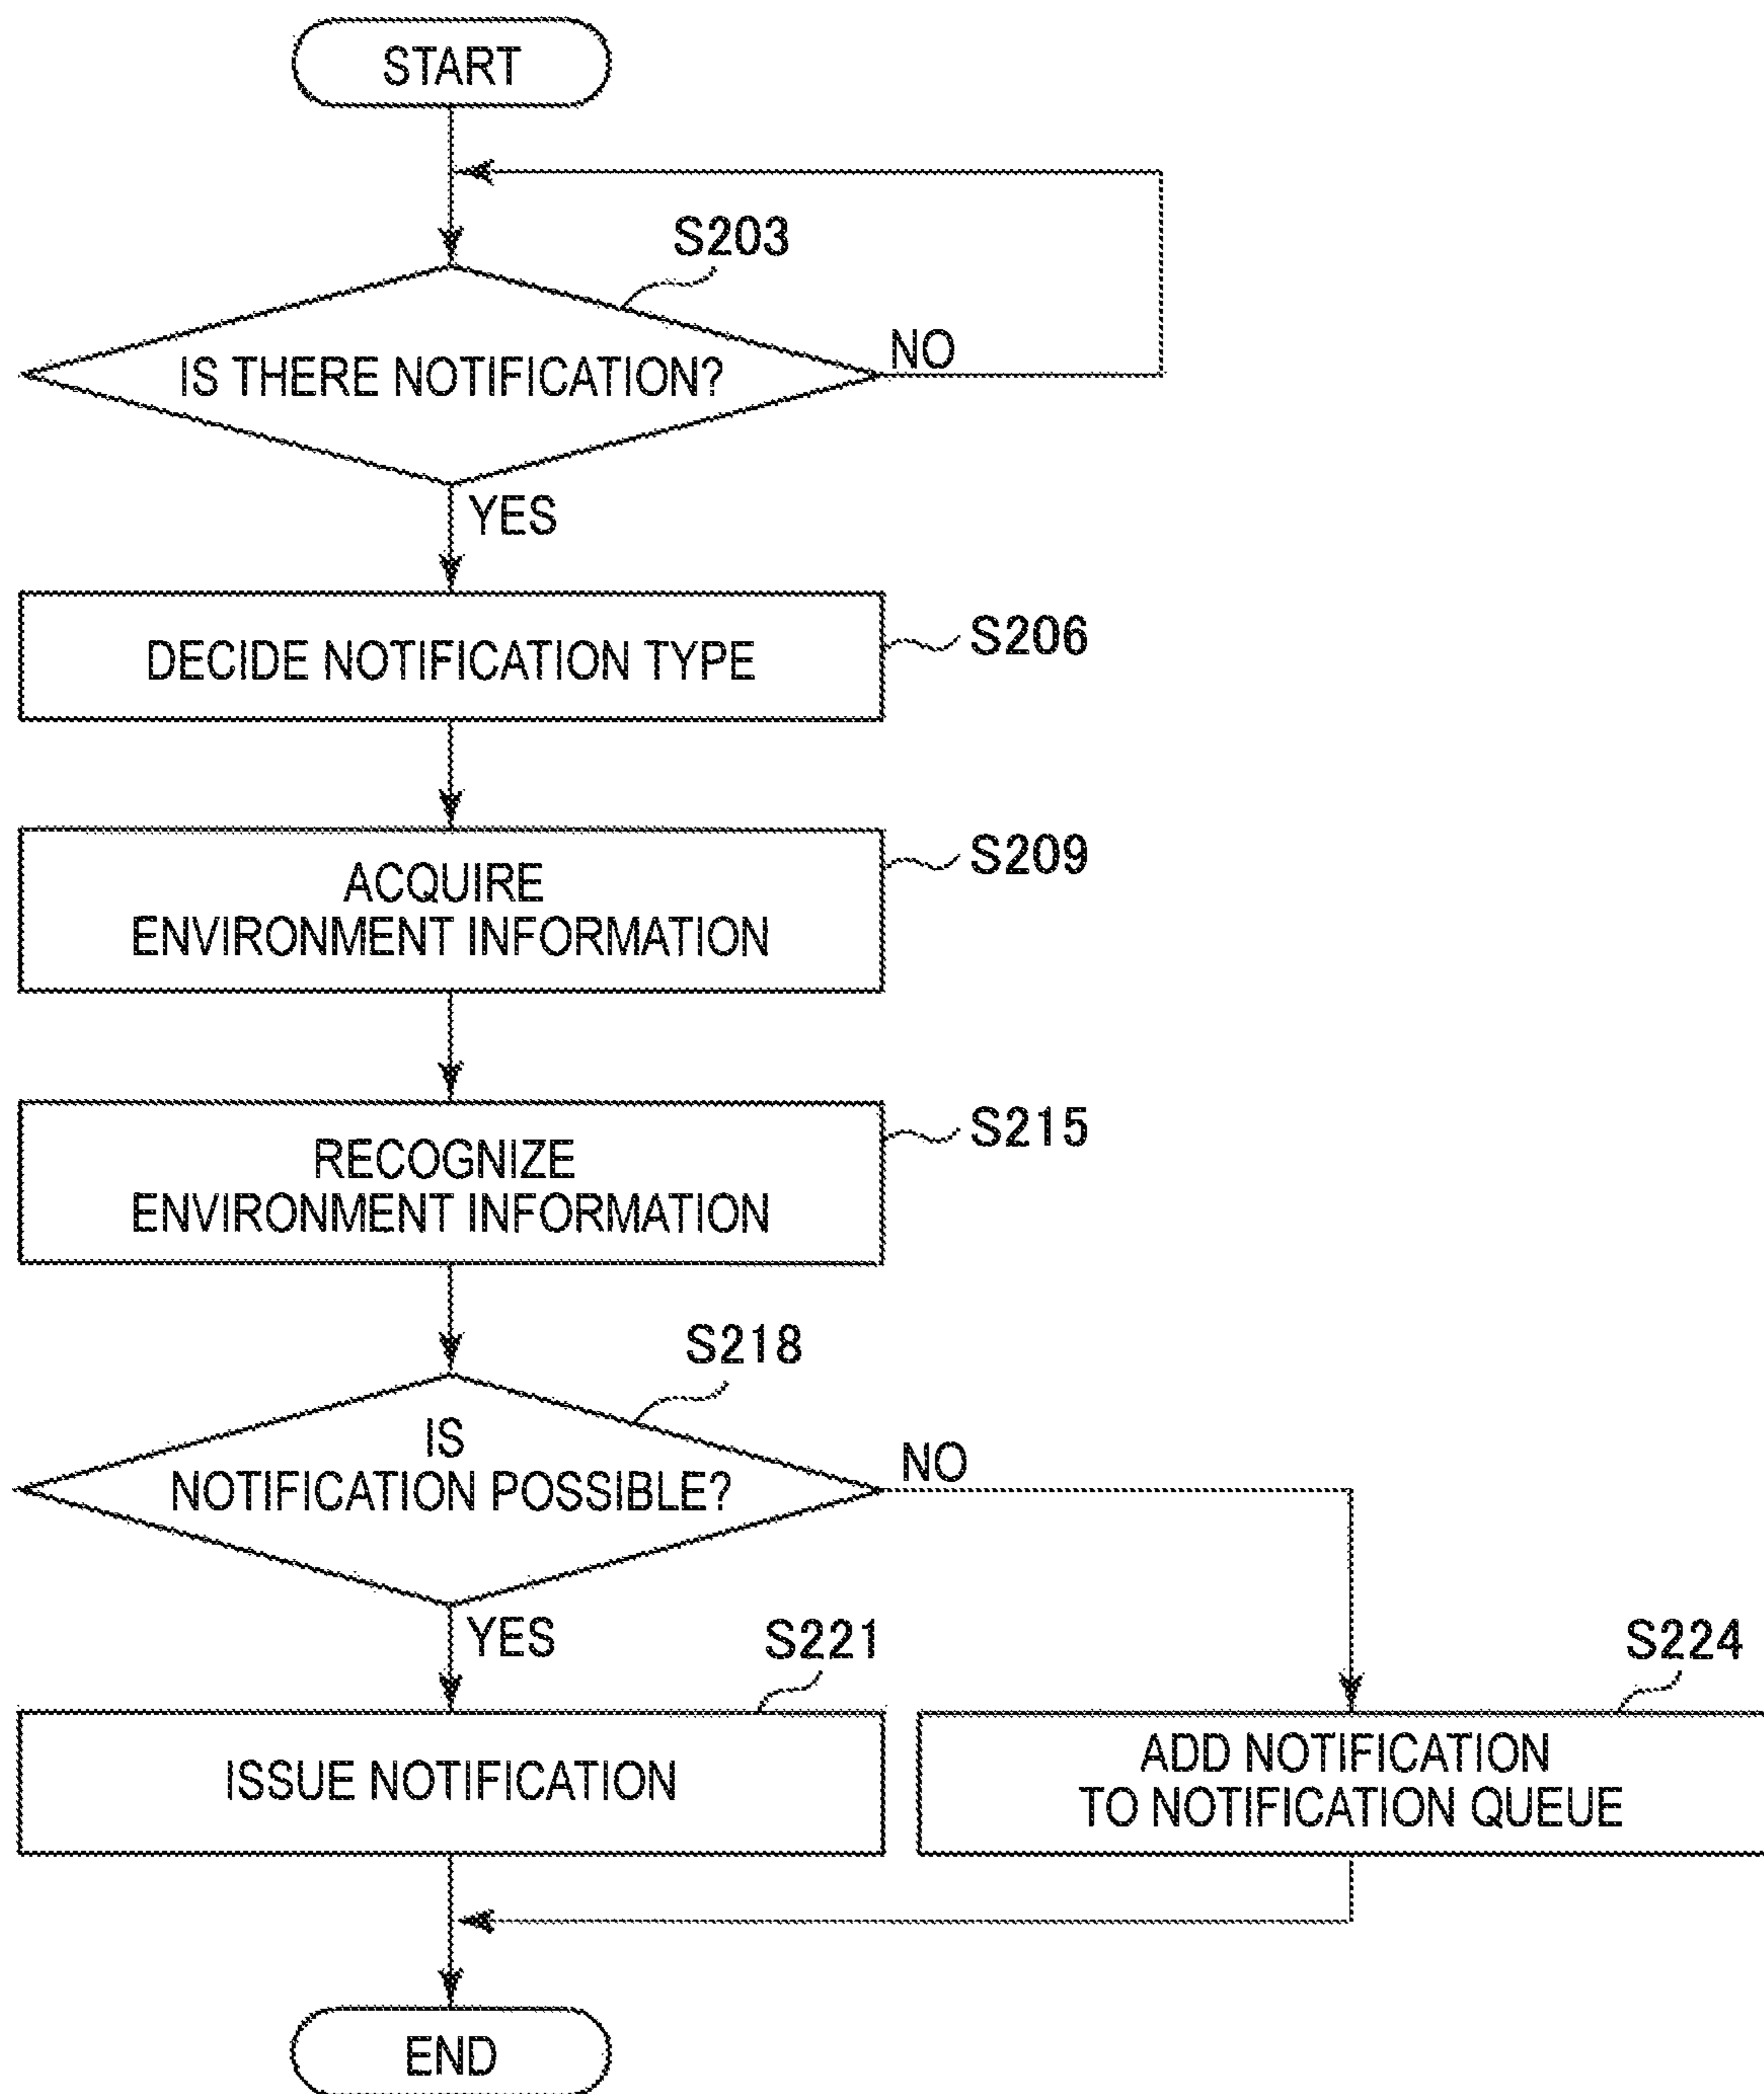 START
S203
IS THERE NOTIFICATION?
NO
YES
DECIDE NOTIFICATION TYPE
S206
ACQUIRE
ENVIRONMENT INFORMATION
S209
RECOGNIZE
ENVIRONMENT INFORMATION
S215
S218
IS
NOTIFICATION POSSIBLE?
NO
YES
S221
ISSUE NOTIFICATION
S224
ADD NOTIFICATION
TO NOTIFICATION QUEUE
END